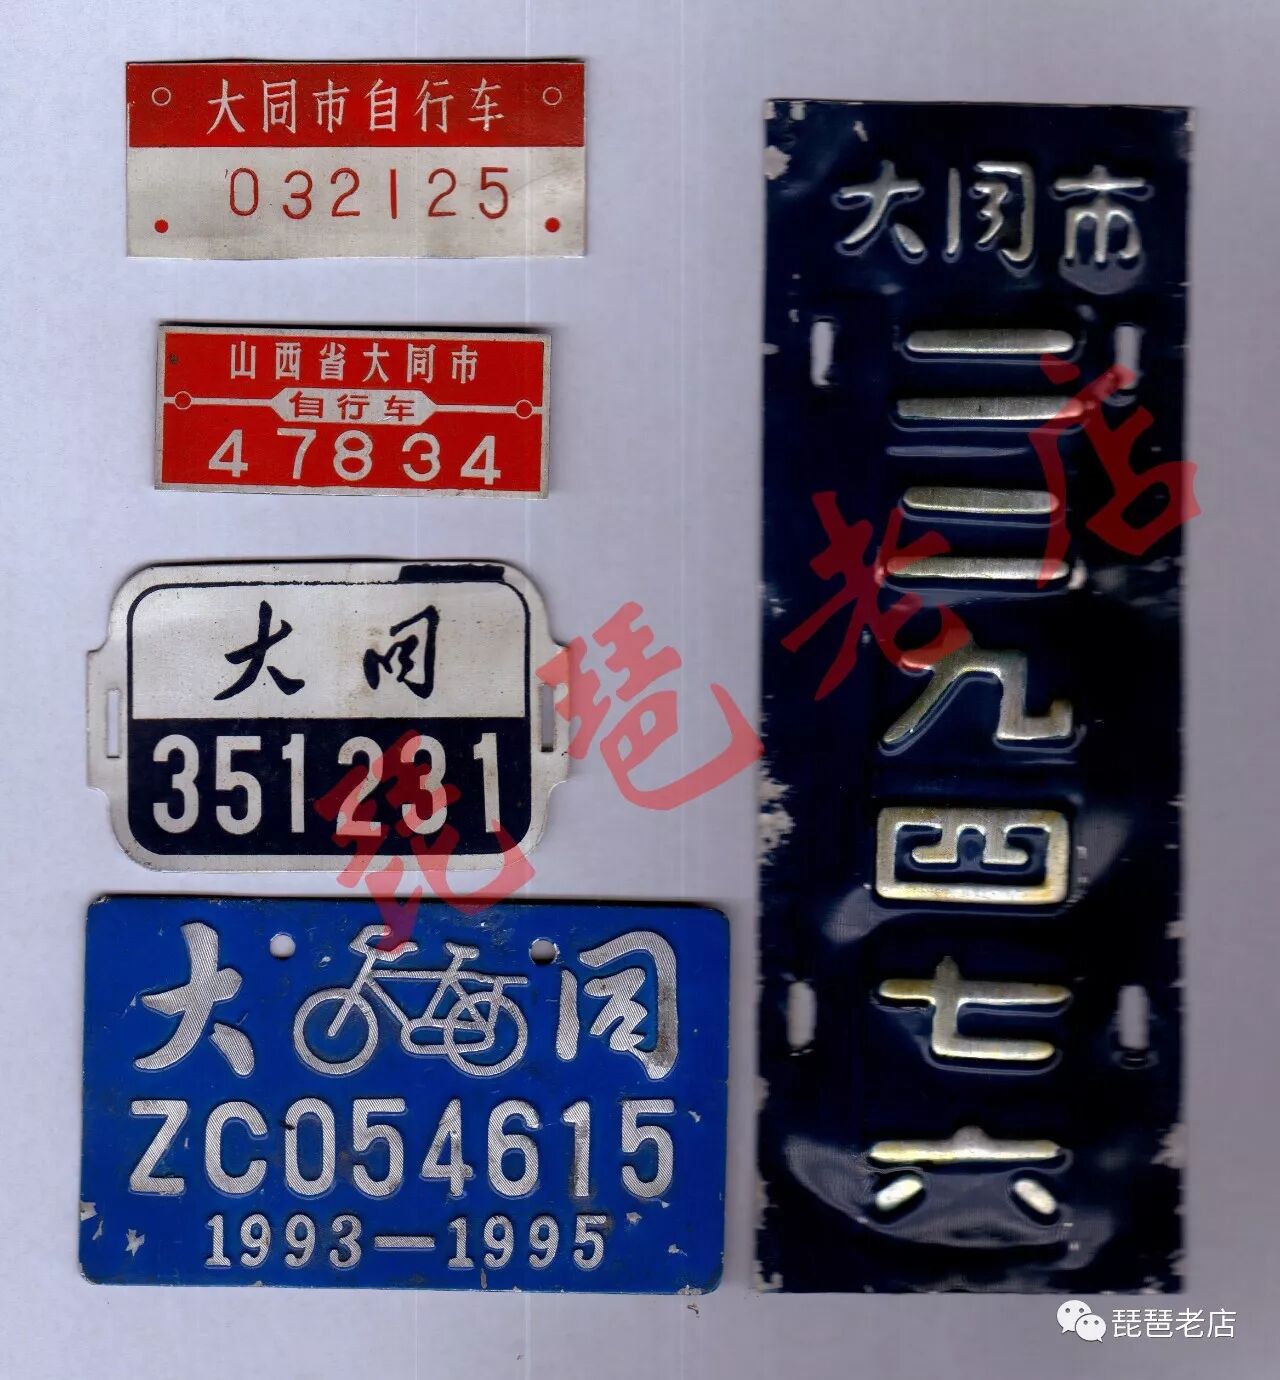 大同市自行车
032125
山西省大同市
自行车
47834
大同
351231
大同
ZC054615
1993—1995
大同市
二
二
九
四
七
六
琵琶老店
琵琶老店